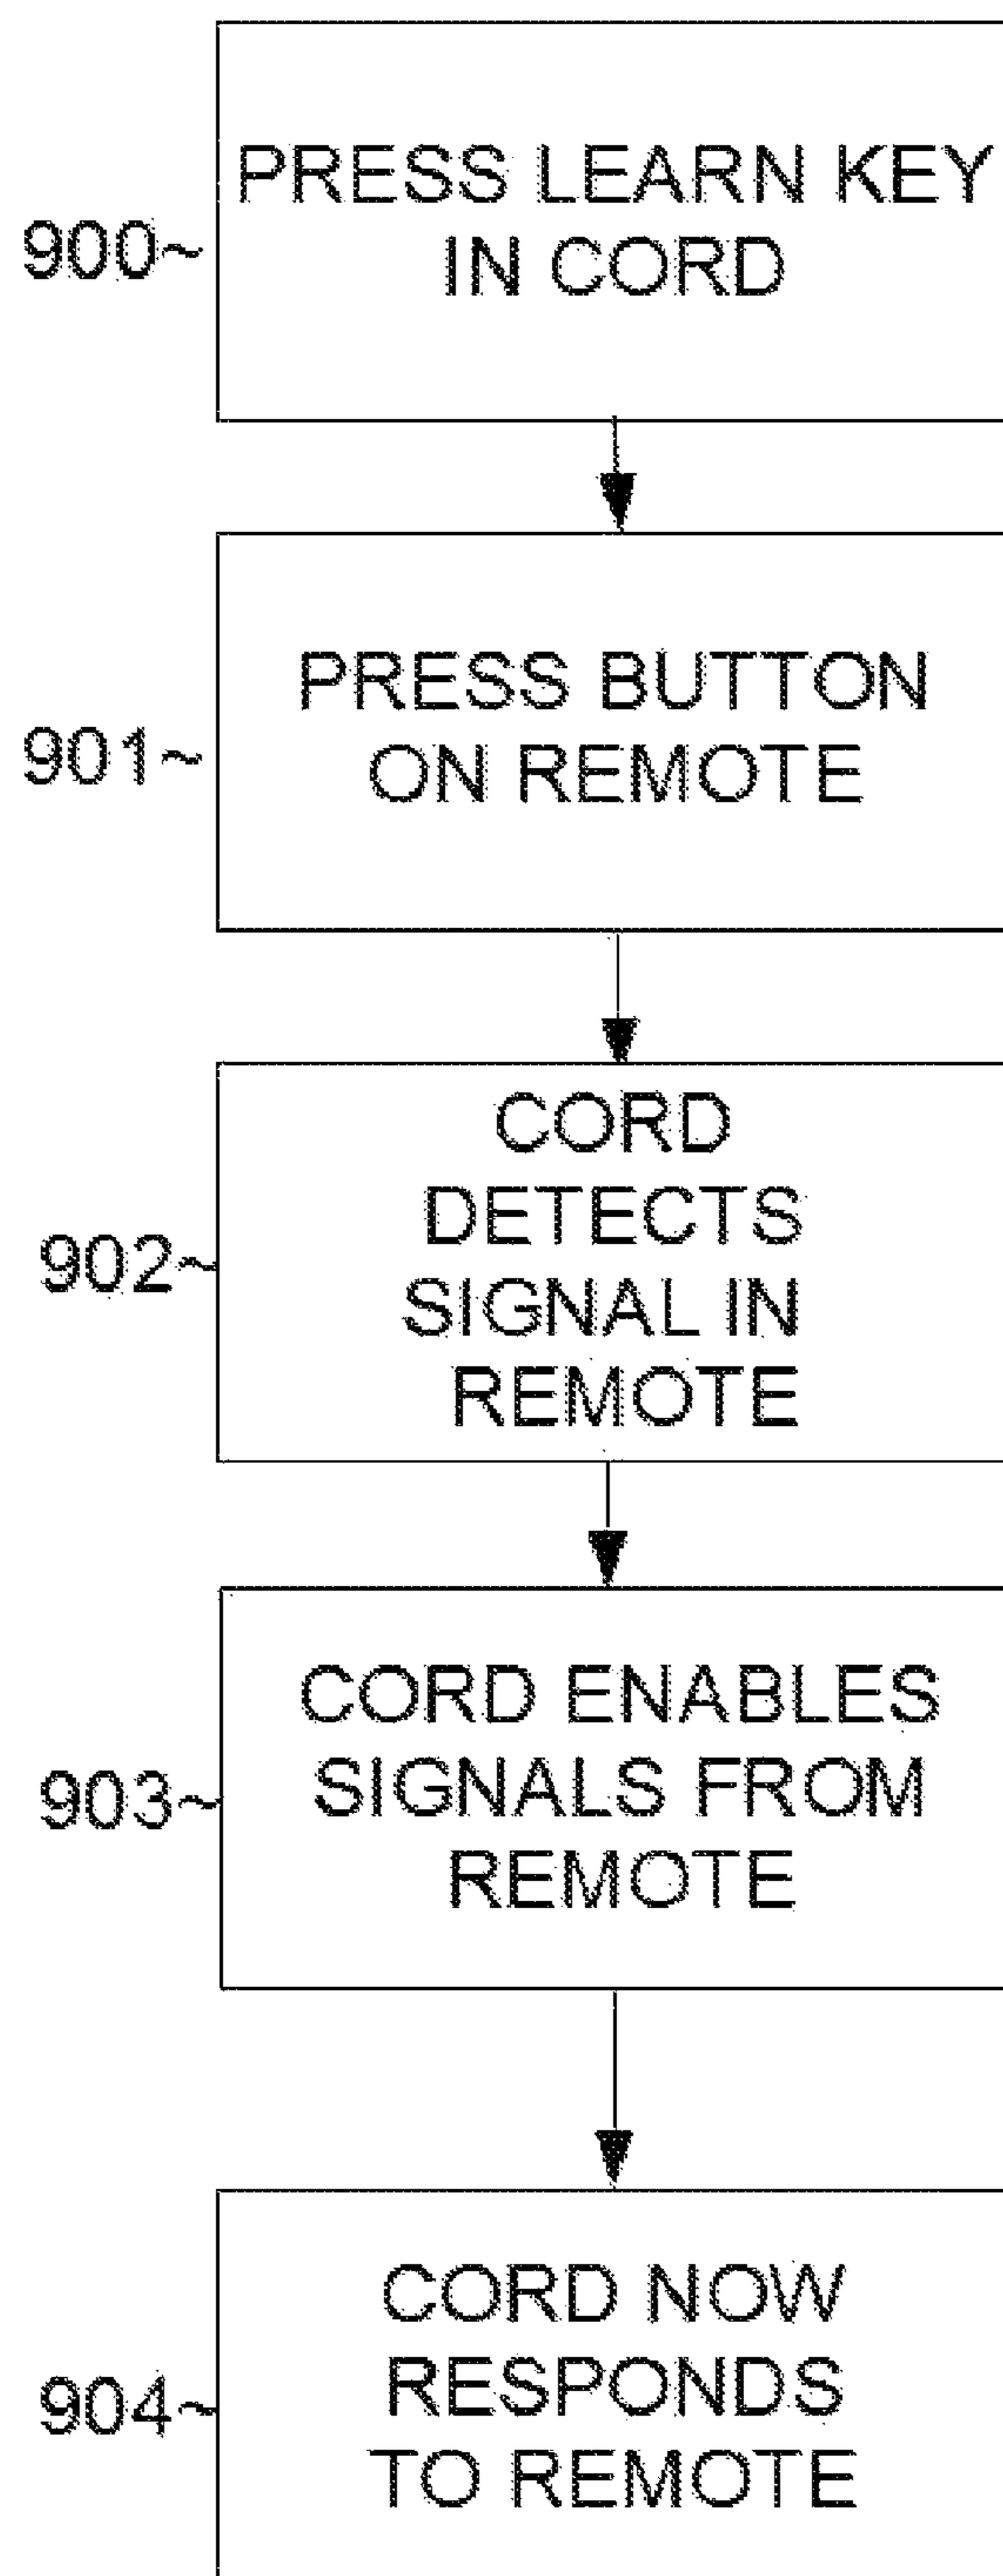 PRESS LEARN KEY
IN CORD
900~
PRESS BUTTON
ON REMOTE
901~
CORD
DETECTS
SIGNAL IN
REMOTE
902~
CORD ENABLES
SIGNALS FROM
REMOTE
903~
CORD NOW
RESPONDS
TO REMOTE
904~